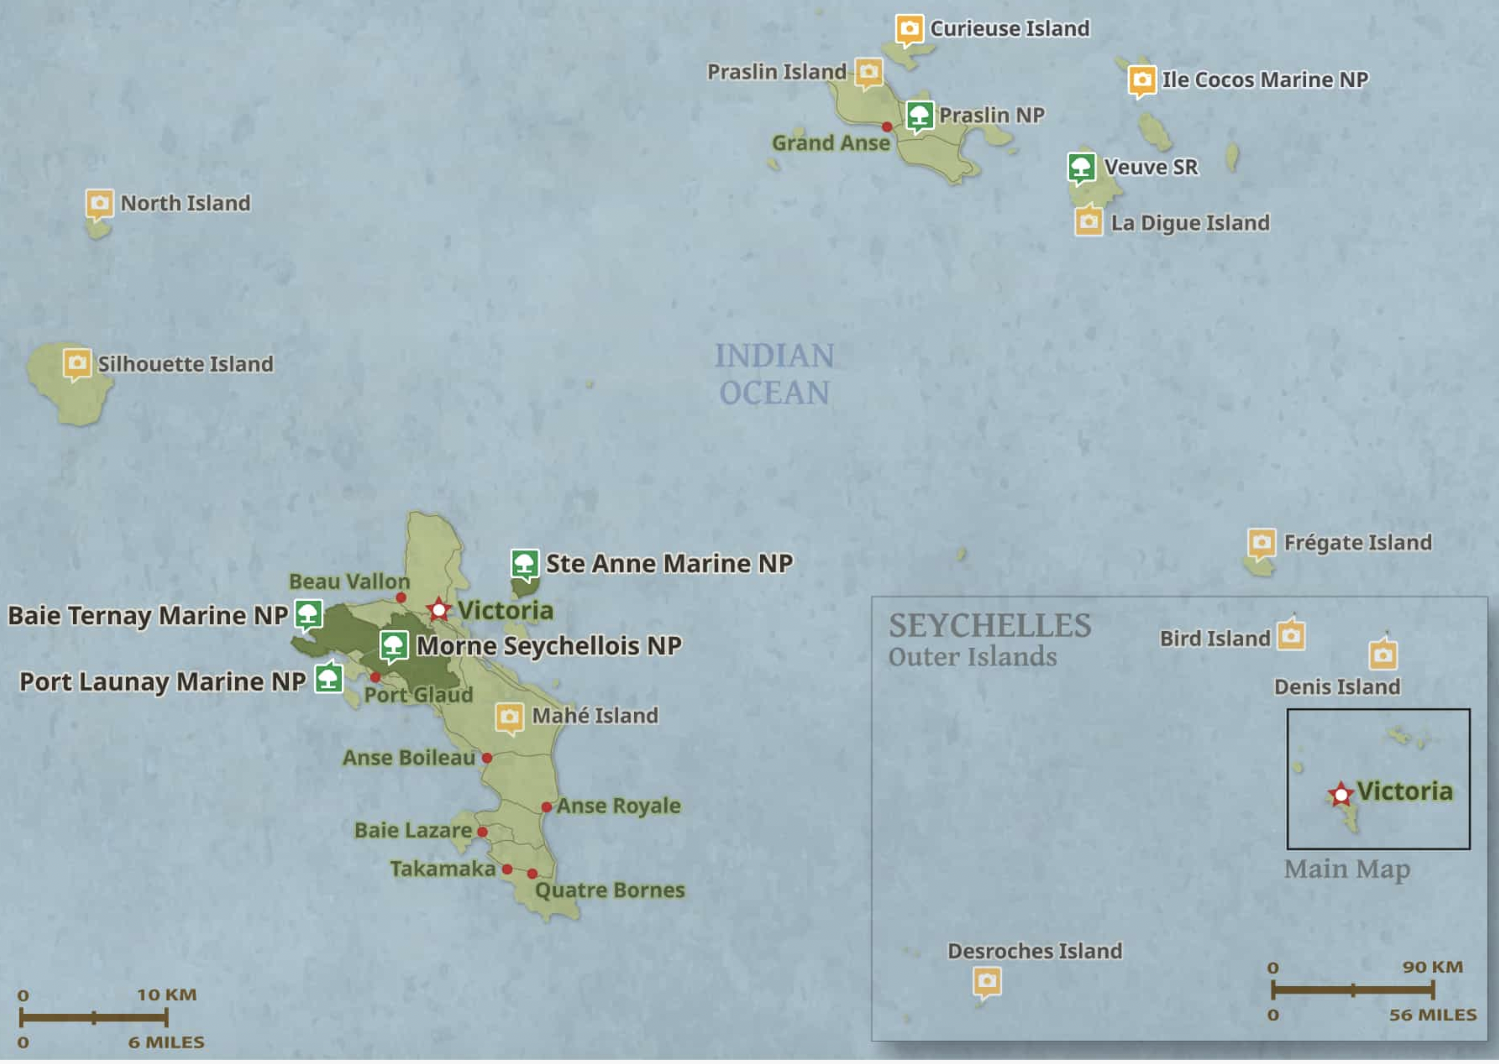 Curieuse Island
Praslin Island
Ile Cocos Marine NP
Praslin NP
Grand Anse
Veuve SR
La Digue Island
North Island
Silhouette Island
INDIAN
OCEAN
Frégate Island
Ste Anne Marine NP
Beau Vallon
Victoria
Baie Ternay Marine NP
Morne Seychellois NP
Port Launay Marine NP
Port Glaud
Mahé Island
Anse Boileau
Anse Royale
Baie Lazare
Takamaka
Quatre Bornes
0 10 KM
0 6 MILES
SEYCHELLES
Outer Islands
Bird Island
Denis Island
Victoria
Main Map
Desroches Island
0 90 KM
0 56 MILES